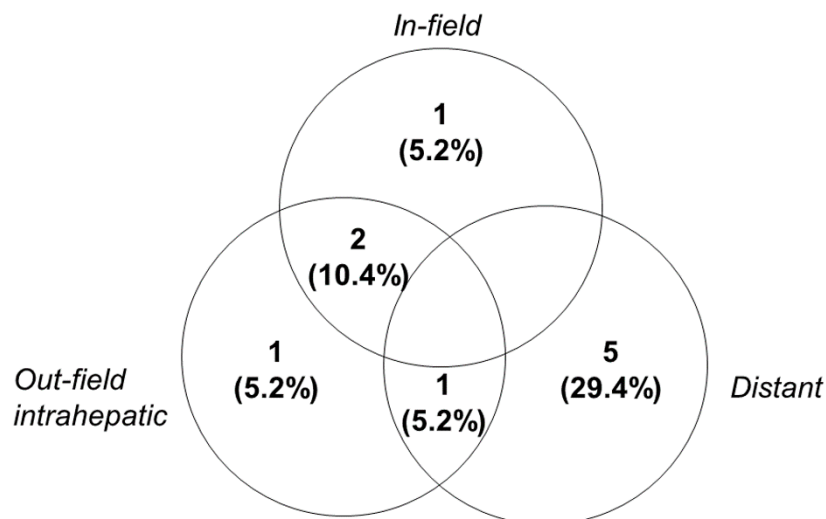 In-field
1
(5.2%)
2
(10.4%)
1
(5.2%)
5
(29.4%)
Out-field
intrahepatic
1
(5.2%)
Distant